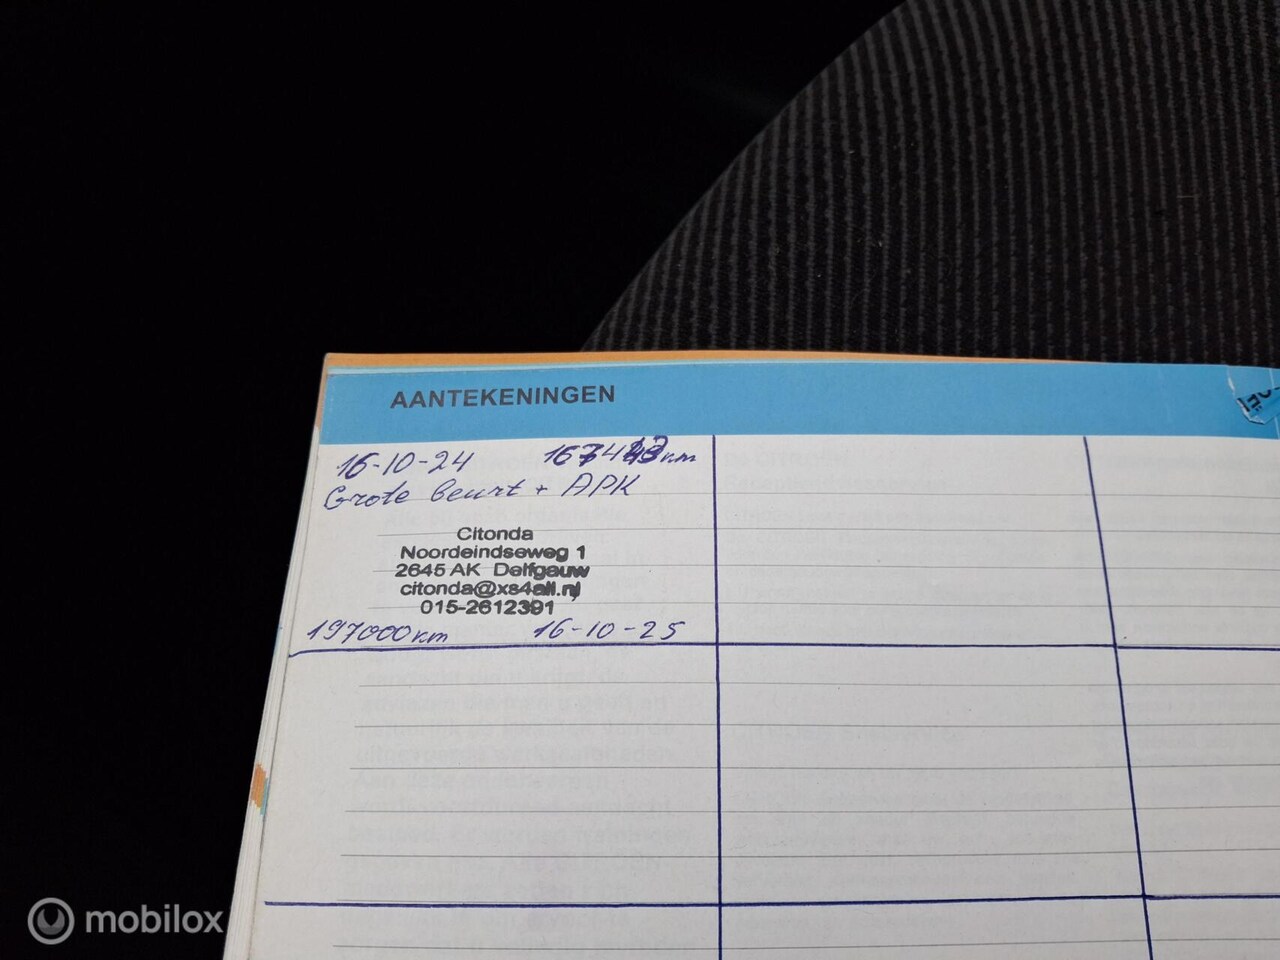 AANTEKENINGEN
16-10-24
Grote beurt + APK
Citonda
Noordeindseweg 1
2645 AK Delfgauw
citonda@xs4all.nl
015-2612391
197000 km 16-10-25
mobilox